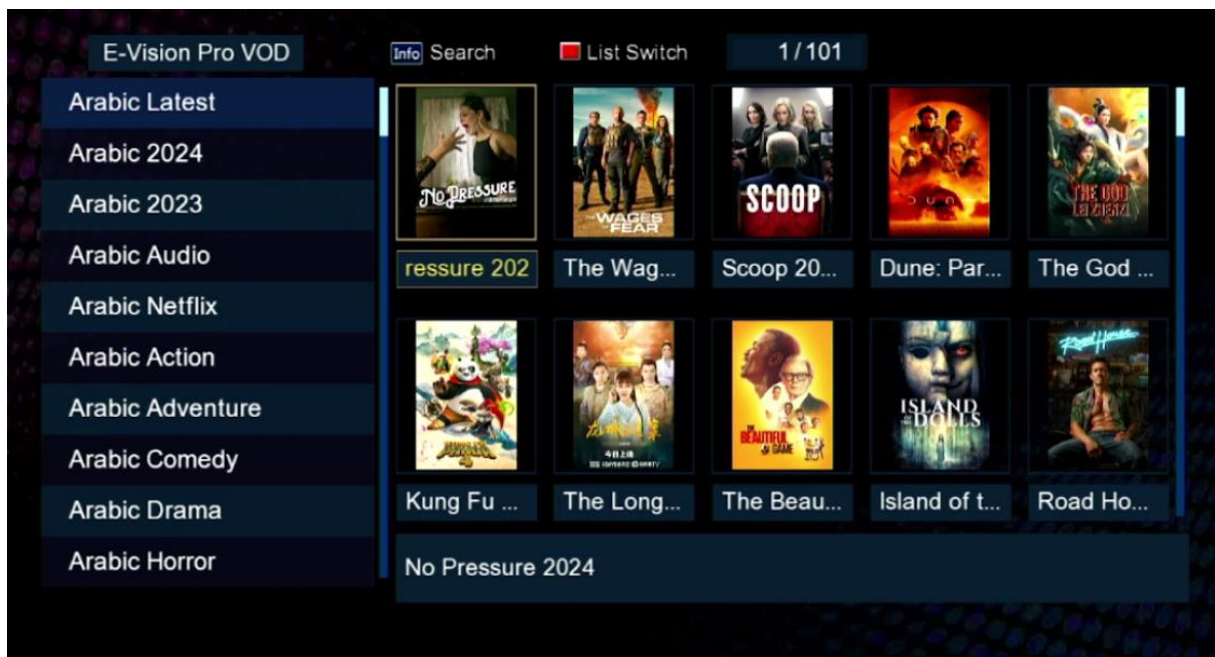 E-Vision Pro VOD
Info Search
List Switch
1/101
Arabic Latest
Arabic 2024
Arabic 2023
Arabic Audio
Arabic Netflix
Arabic Action
Arabic Adventure
Arabic Comedy
Arabic Drama
Arabic Horror
NO PRESSURE
THE WAGES
OF FEAR
SCOOP
DUNE
THE GOD
ressure 202
The Wag...
Scoop 20...
Dune: Par...
The God ...
THE
BEAUTIFUL
GAME
ISLAND
OF THE DOLLS
Road House
Kung Fu ...
The Long...
The Beau...
Island of t...
Road Ho...
No Pressure 2024